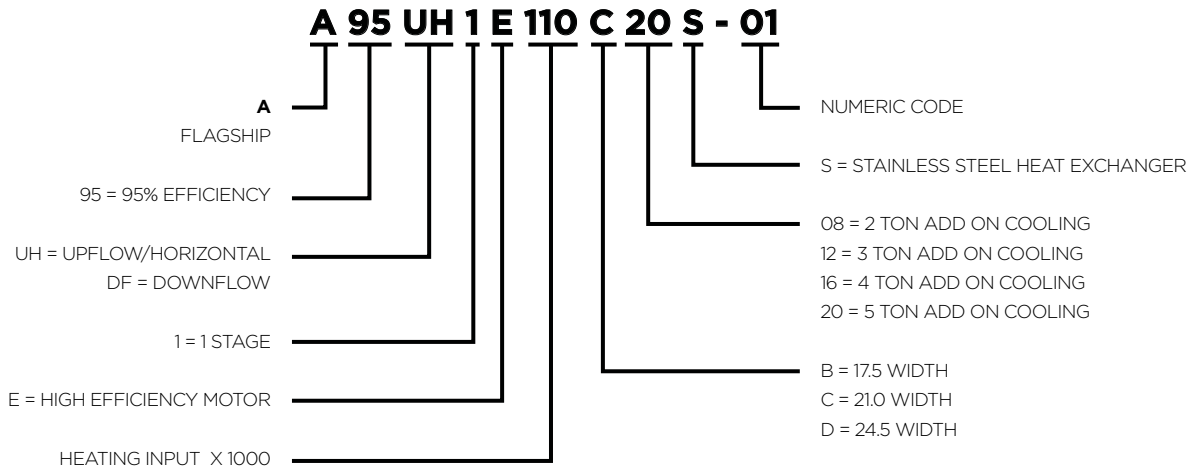 A 95 UH 1 E 110 C 20 S - 01
A
FLAGSHIP
95 = 95% EFFICIENCY
UH = UPFLOW/HORIZONTAL
DF = DOWNFLOW
1 = 1 STAGE
E = HIGH EFFICIENCY MOTOR
HEATING INPUT X 1000
NUMERIC CODE
S = STAINLESS STEEL HEAT EXCHANGER
08 = 2 TON ADD ON COOLING
12 = 3 TON ADD ON COOLING
16 = 4 TON ADD ON COOLING
20 = 5 TON ADD ON COOLING
B = 17.5 WIDTH
C = 21.0 WIDTH
D = 24.5 WIDTH